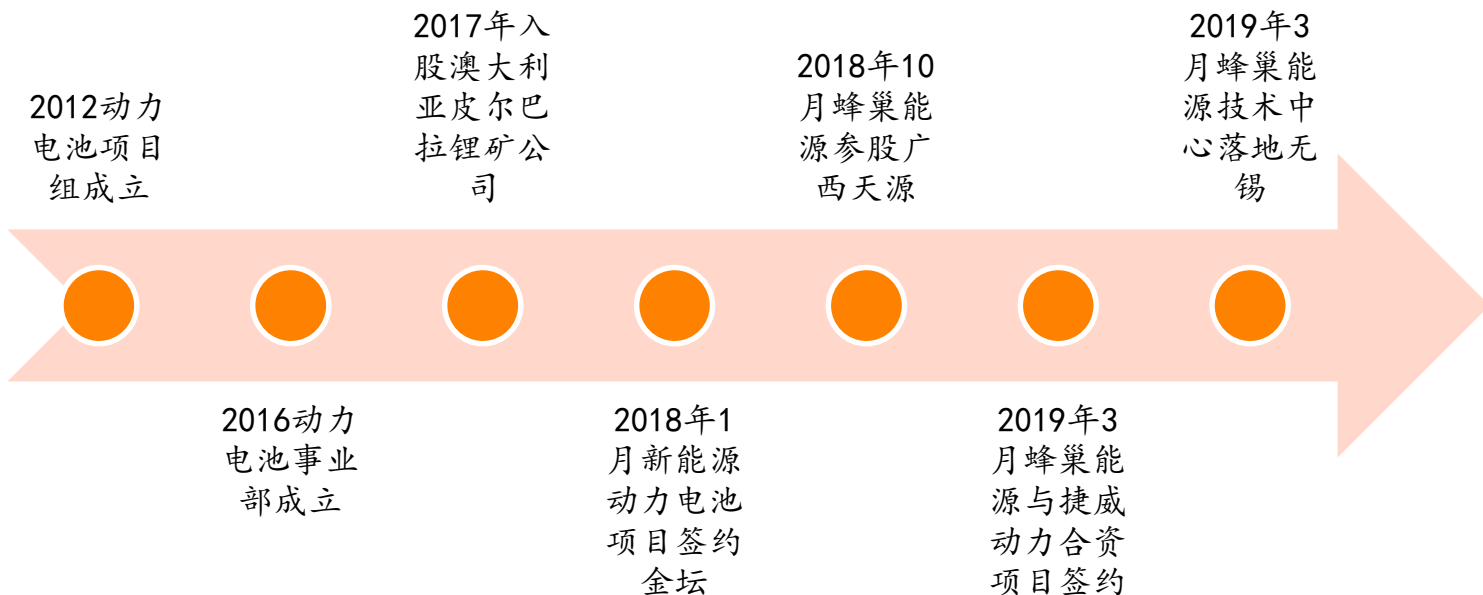 2012动力
电池项目
组成立
2016动力
电池事业
部成立
2017年入
股澳大利
亚皮尔巴
拉锂矿公
司
2018年1
月新能源
动力电池
项目签约
金坛
2018年10
月蜂巢能
源参股广
西天源
2019年3
月蜂巢能
源与捷威
动力合资
项目签约
2019年3
月蜂巢能
源技术中
心落地无
锡